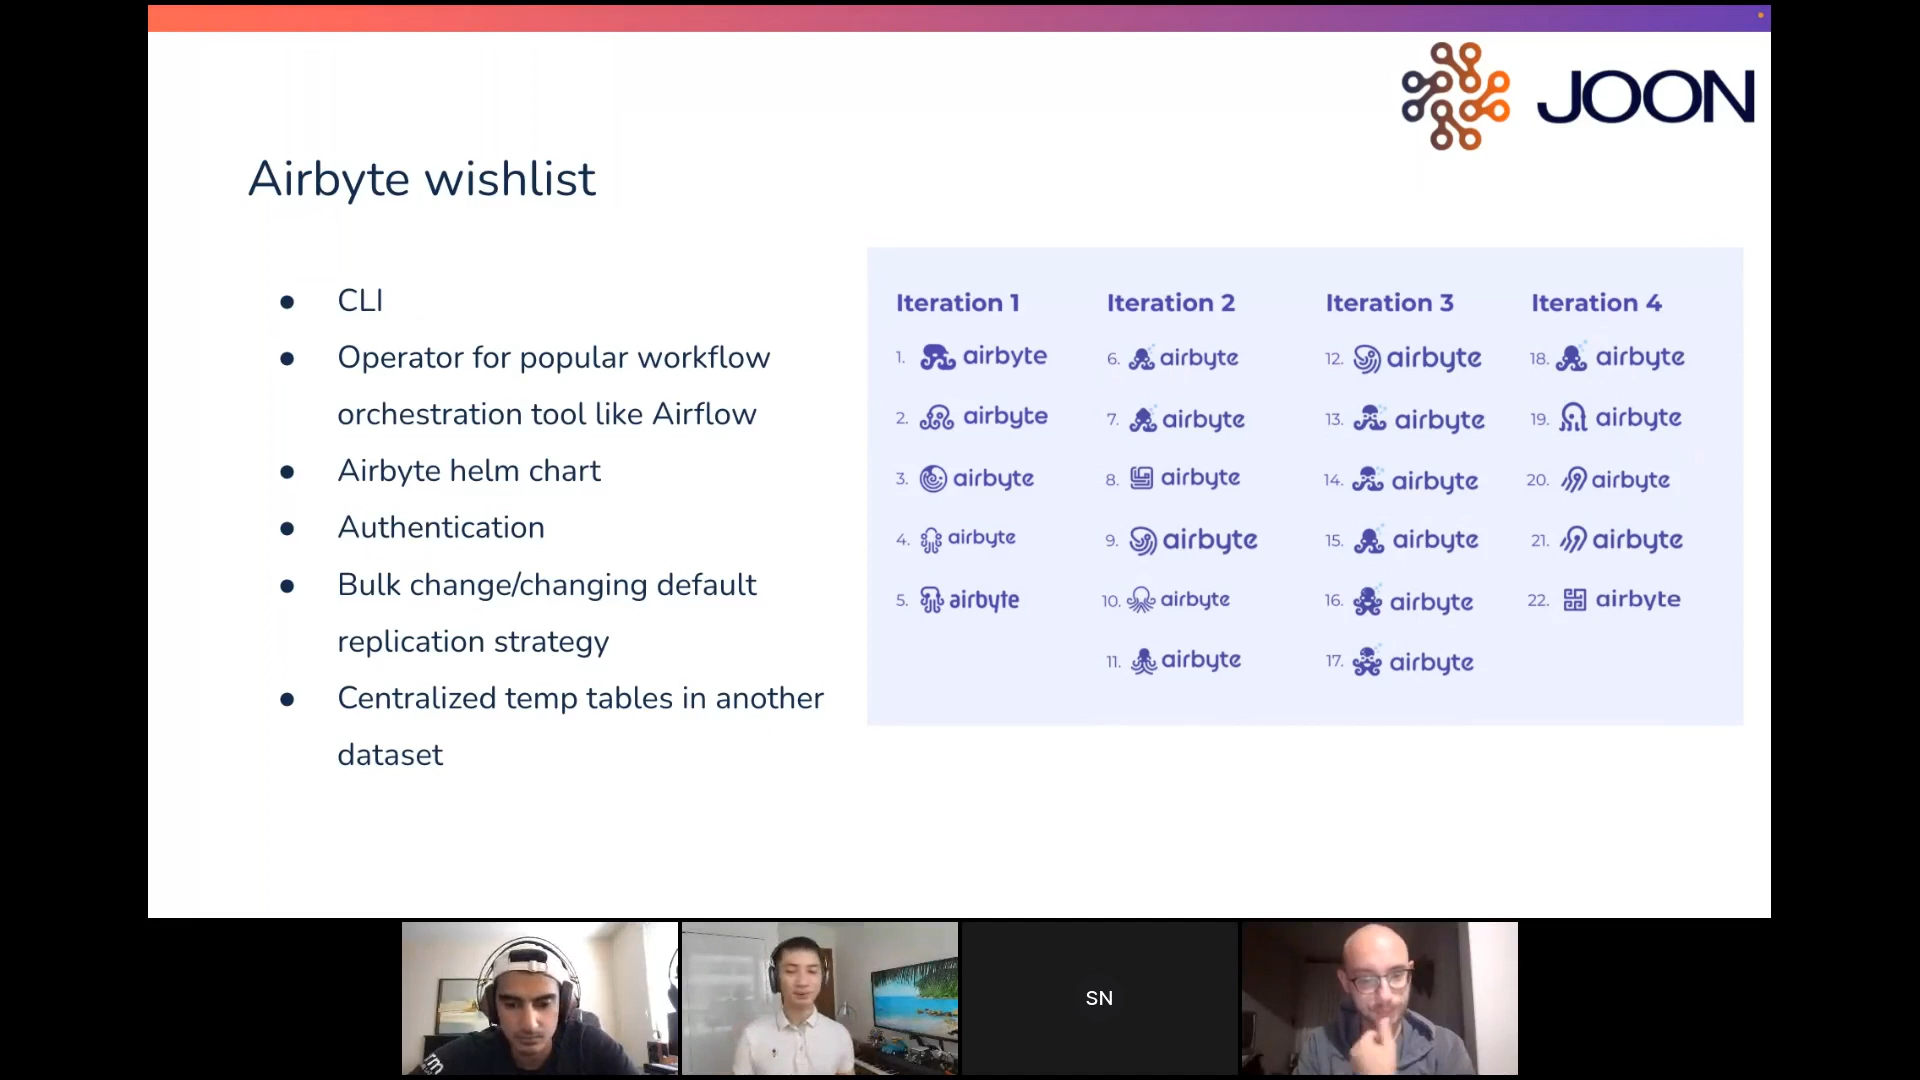 JOON
Airbyte wishlist
● CLI
● Operator for popular workflow
orchestration tool like Airflow
● Airbyte helm chart
● Authentication
● Bulk change/changing default
replication strategy
● Centralized temp tables in another
dataset
Iteration 1
1. airbyte
2. airbyte
3. airbyte
4. airbyte
5. airbyte
Iteration 2
6. airbyte
7. airbyte
8. airbyte
9. airbyte
10. airbyte
11. airbyte
Iteration 3
12. airbyte
13. airbyte
14. airbyte
15. airbyte
16. airbyte
17. airbyte
Iteration 4
18. airbyte
19. airbyte
20. airbyte
21. airbyte
22. airbyte
SN